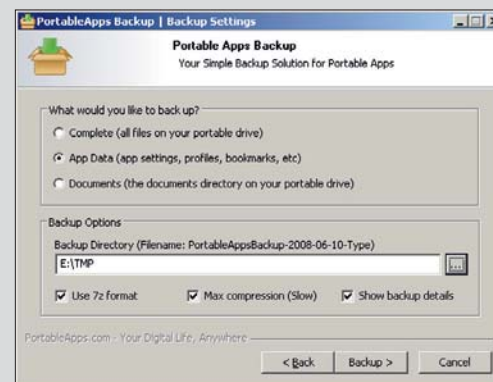 PortableApps Backup | Backup Settings
Portable Apps Backup
Your Simple Backup Solution for Portable Apps
What would you like to back up?
Complete (all files on your portable drive)
App Data (app settings, profiles, bookmarks, etc)
Documents (the documents directory on your portable drive)
Backup Options
Backup Directory (Filename: PortableAppsBackup-2008-06-10-Type)
E:\TMP
...
Use 7z format
Max compression (Slow)
Show backup details
PortableApps.com - Your Digital Life, Anywhere
< Back
Backup >
Cancel